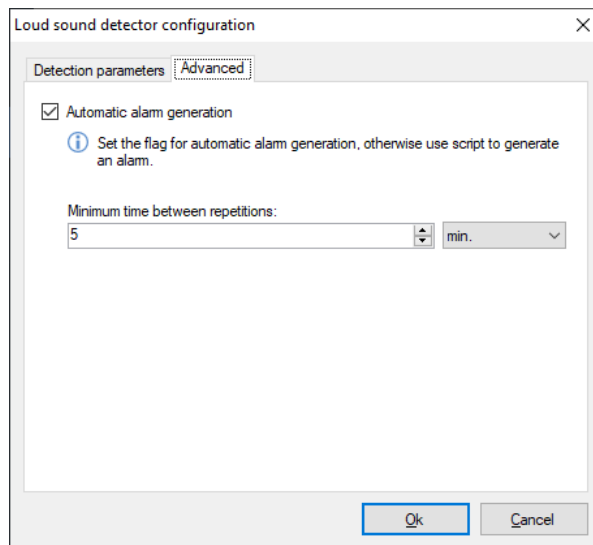 Loud sound detector configuration
Detection parameters
Advanced
Automatic alarm generation
Set the flag for automatic alarm generation, otherwise use script to generate
an alarm.
Minimum time between repetitions:
5
min.
Ok
Cancel